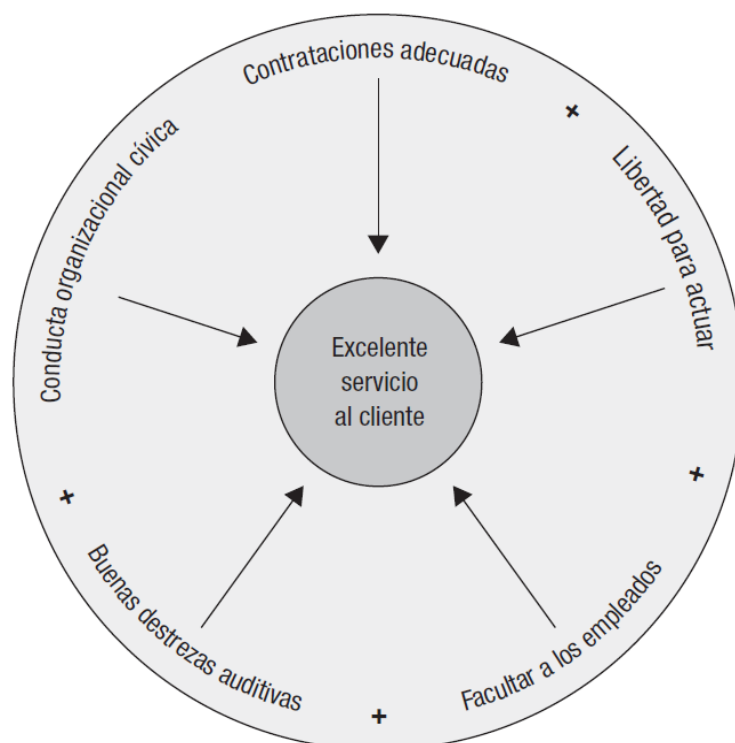 Contrataciones adecuadas
+
Libertad para actuar
+
Facultar a los empleados
+
Buenas destrezas auditivas
+
Conducta organizacional cívica
Excelente
servicio
al cliente